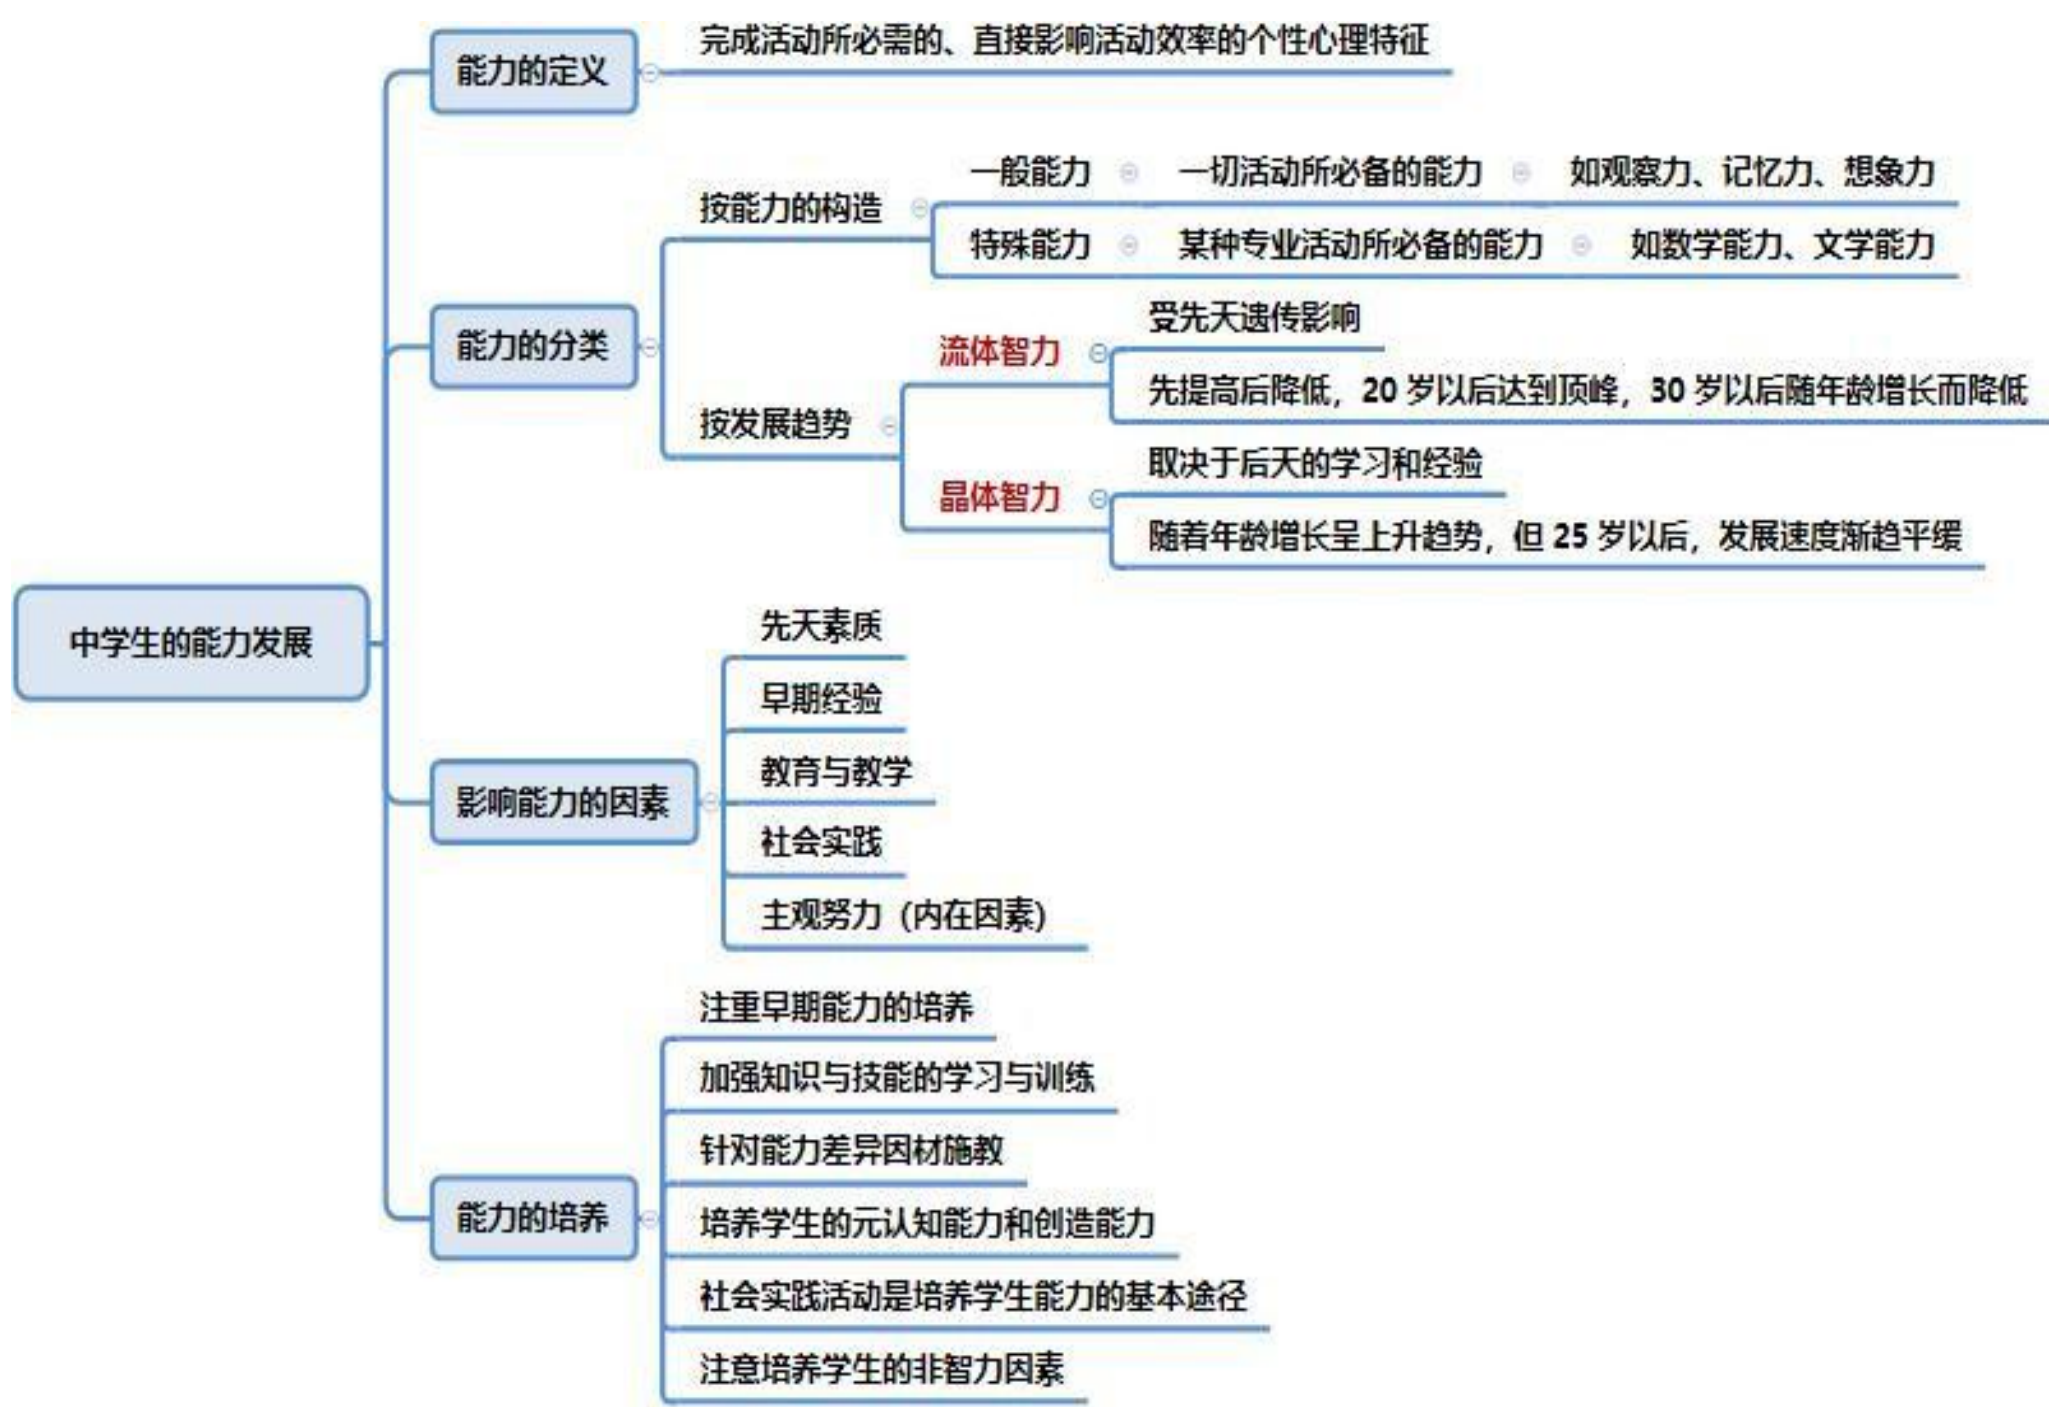 中学生的能力发展
能力的定义
完成活动所必需的、直接影响活动效率的个性心理特征
能力的分类
按能力的构造
一般能力 一切活动所必备的能力 如观察力、记忆力、想象力
特殊能力 某种专业活动所必备的能力 如数学能力、文学能力
按发展趋势
流体智力
受先天遗传影响
先提高后降低，20 岁以后达到顶峰，30 岁以后随年龄增长而降低
晶体智力
取决于后天的学习和经验
随着年龄增长呈上升趋势，但 25 岁以后，发展速度渐趋平缓
影响能力的因素
先天素质
早期经验
教育与教学
社会实践
主观努力（内在因素）
能力的培养
注重早期能力的培养
加强知识与技能的学习与训练
针对能力差异因材施教
培养学生的元认知能力和创造能力
社会实践活动是培养学生能力的基本途径
注意培养学生的非智力因素